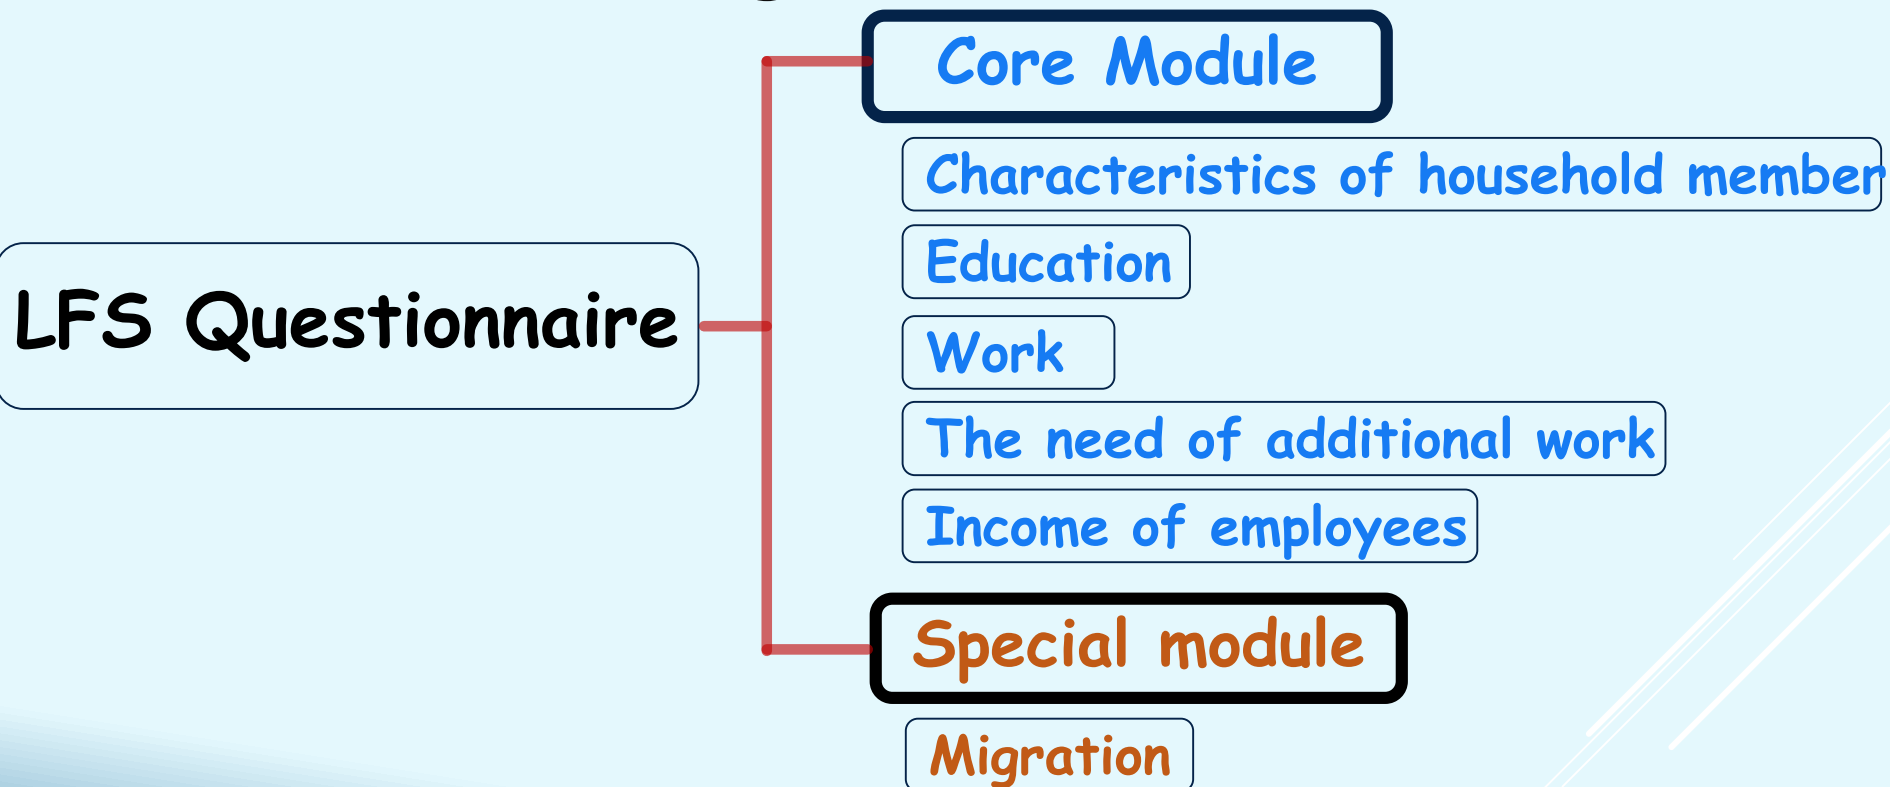 Core Module
Characteristics of household member
Education
LFS Questionnaire
Work
The need of additional work
Income of employees
Special module
Migration